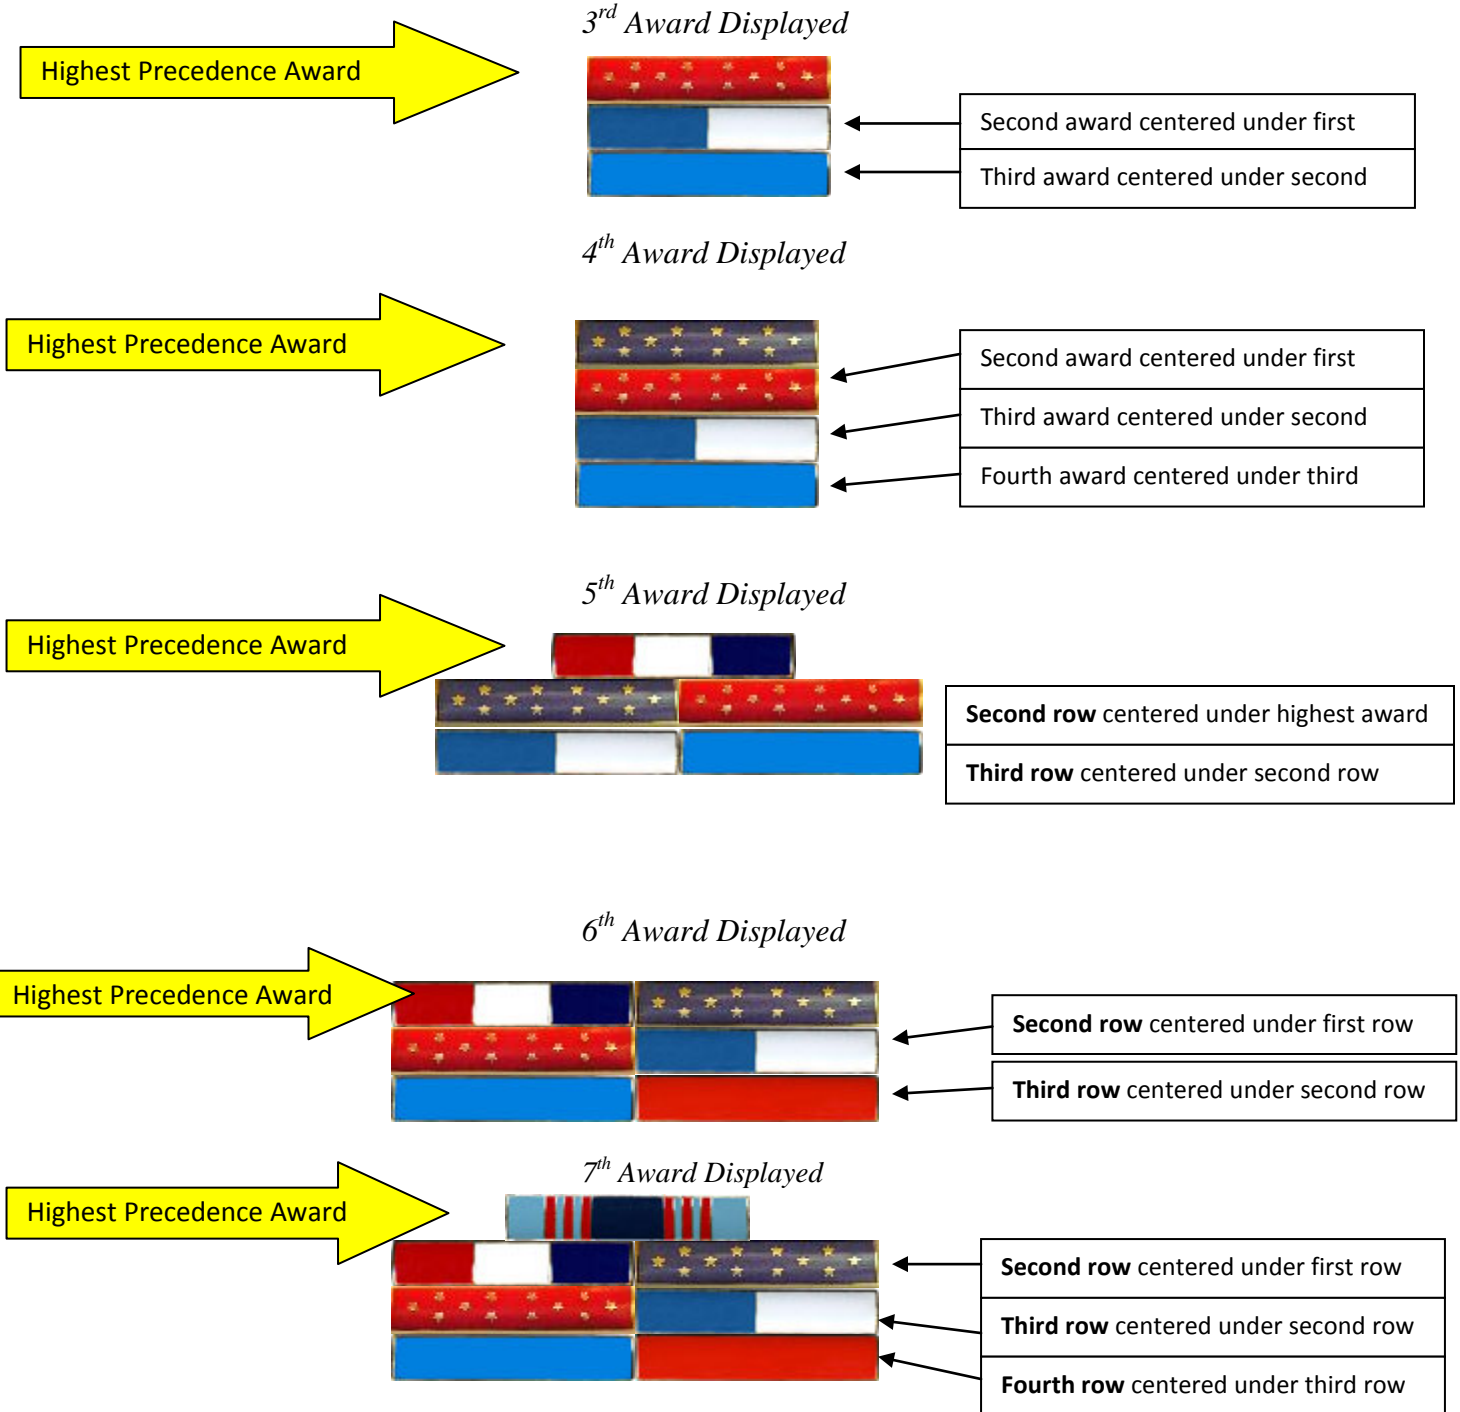 3rd Award Displayed
Highest Precedence Award
Second award centered under first
Third award centered under second
4th Award Displayed
Highest Precedence Award
Second award centered under first
Third award centered under second
Fourth award centered under third
5th Award Displayed
Highest Precedence Award
Second row centered under highest award
Third row centered under second row
6th Award Displayed
Highest Precedence Award
Second row centered under first row
Third row centered under second row
7th Award Displayed
Highest Precedence Award
Second row centered under first row
Third row centered under second row
Fourth row centered under third row